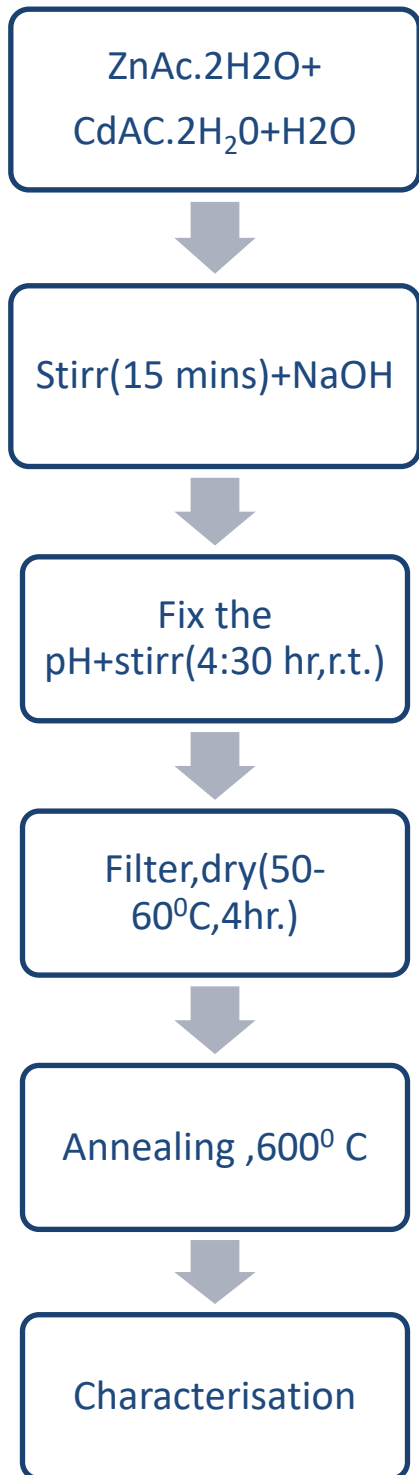 ZnAc.2H2O+
CdAC.2H₂0+H2O
Stirr(15 mins)+NaOH
Fix the
pH+stirr(4:30 hr,r.t.)
Filter,dry(50-
60⁰C,4hr.)
Annealing ,600⁰ C
Characterisation